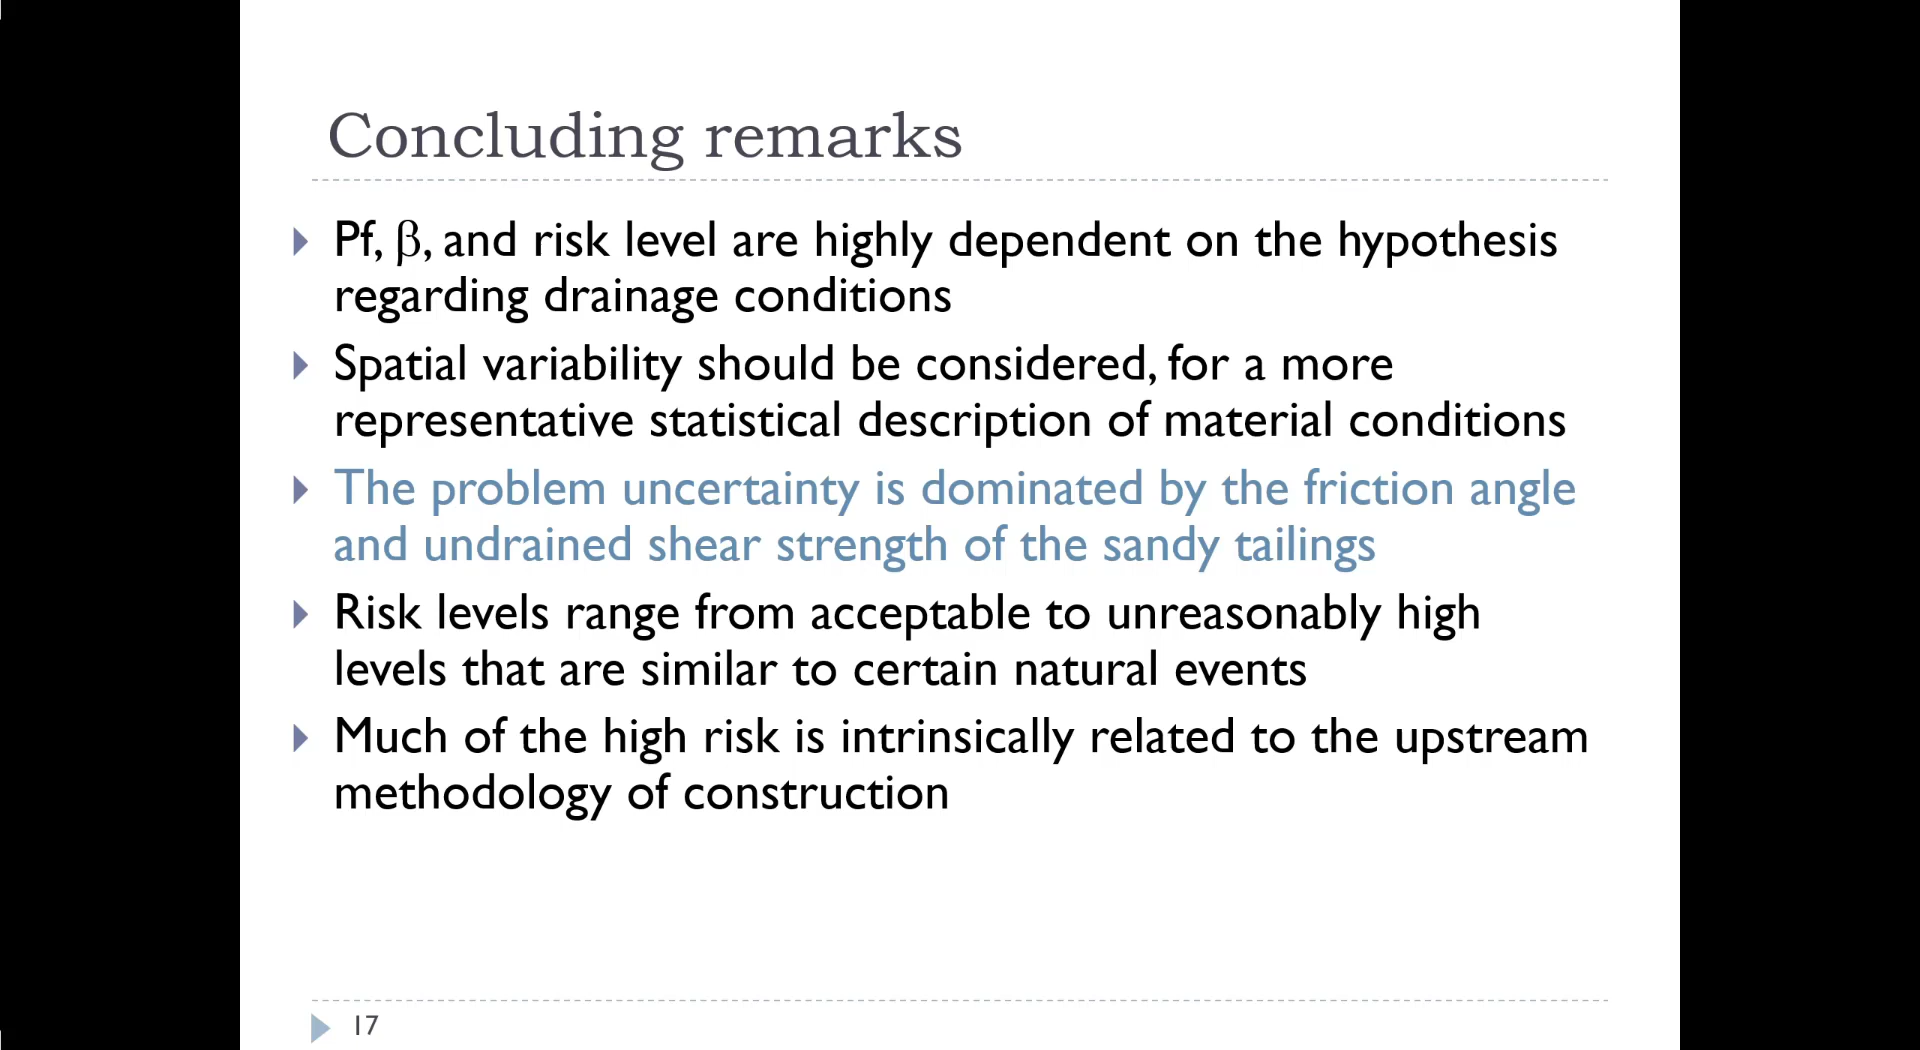 Concluding remarks
Pf, β, and risk level are highly dependent on the hypothesis
regarding drainage conditions
Spatial variability should be considered, for a more
representative statistical description of material conditions
The problem uncertainty is dominated by the friction angle
and undrained shear strength of the sandy tailings
Risk levels range from acceptable to unreasonably high
levels that are similar to certain natural events
Much of the high risk is intrinsically related to the upstream
methodology of construction
17